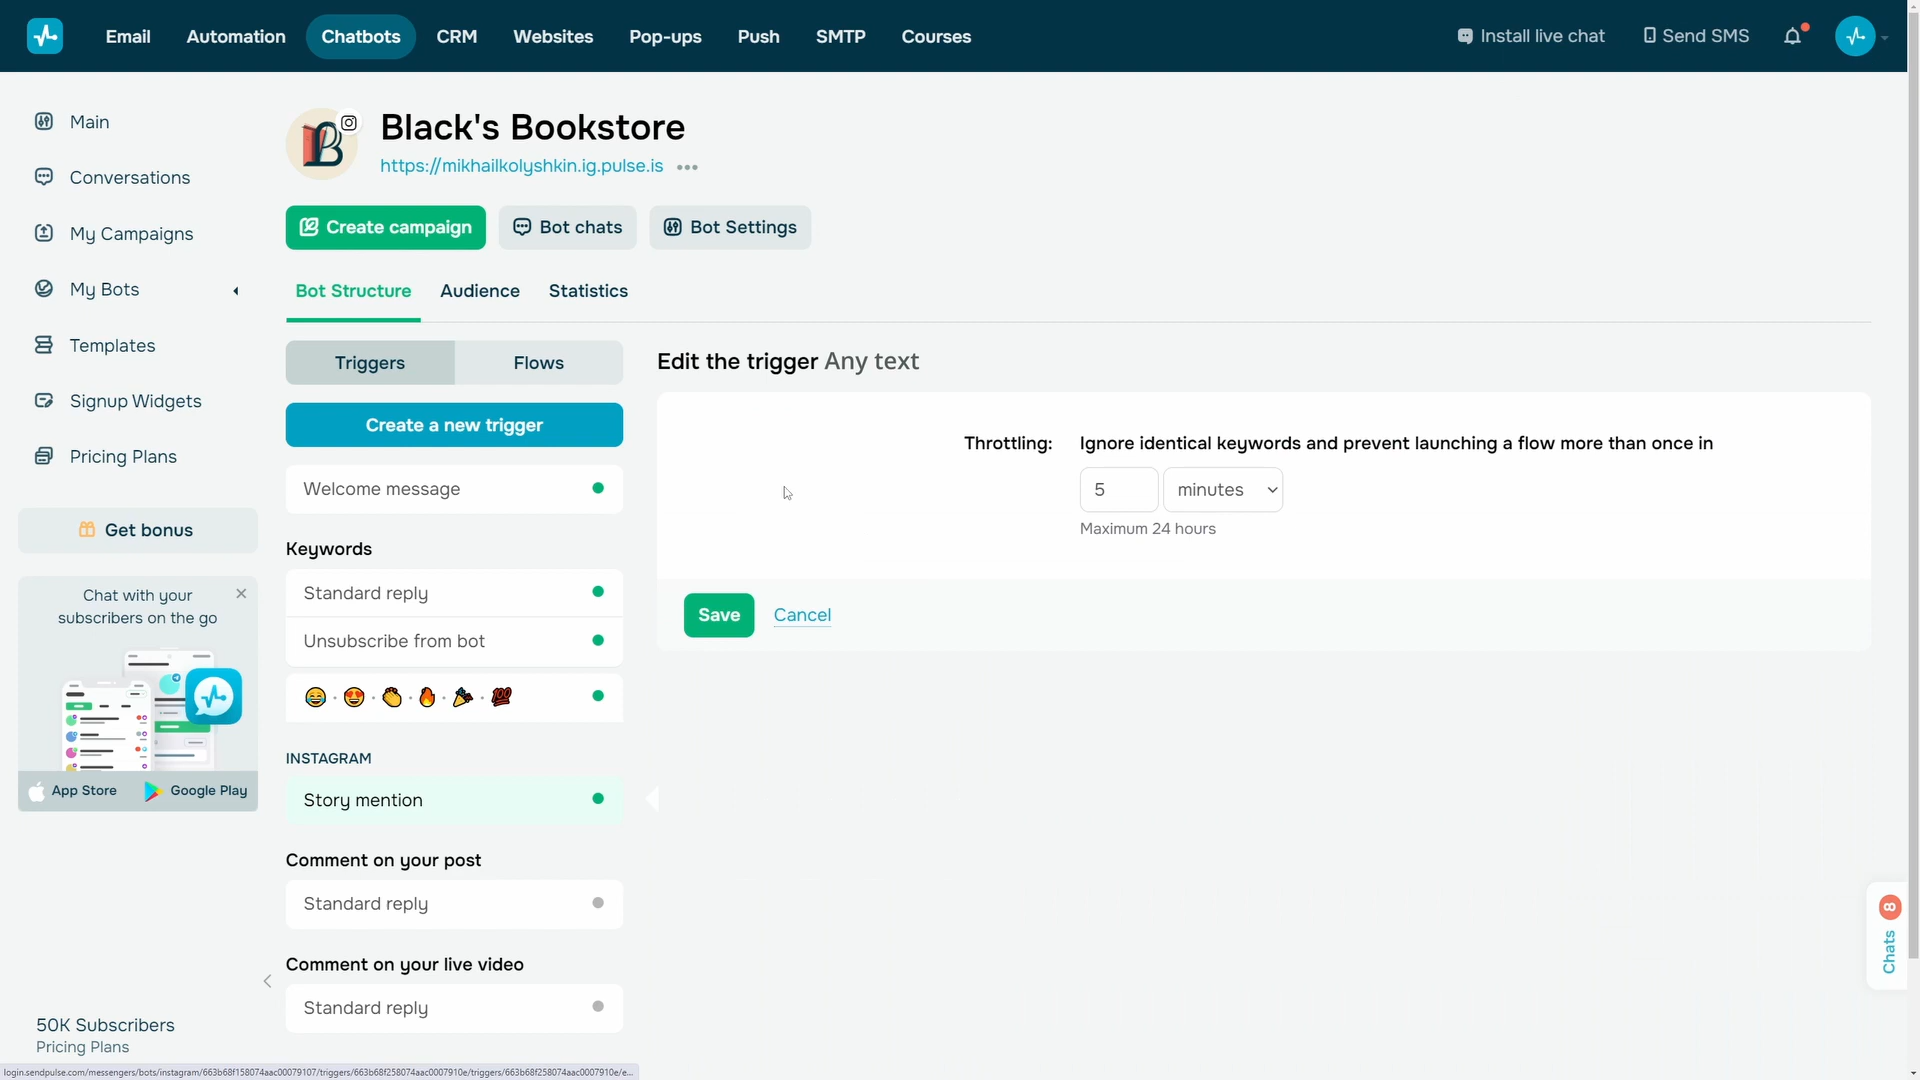 Email
Automation
Chatbots
CRM
Websites
Pop-ups
Push
SMTP
Courses
Install live chat
Send SMS
Main
Conversations
My Campaigns
My Bots
Templates
Signup Widgets
Pricing Plans
Get bonus
Chat with your
subscribers on the go
App Store
Google Play
50K Subscribers
Pricing Plans
Black's Bookstore
https://mikhailkolyshkin.ig.pulse.is
Create campaign
Bot chats
Bot Settings
Bot Structure
Audience
Statistics
Triggers
Flows
Create a new trigger
Welcome message
Keywords
Standard reply
Unsubscribe from bot
INSTAGRAM
Story mention
Comment on your post
Standard reply
Comment on your live video
Standard reply
Edit the trigger Any text
Throttling:
Ignore identical keywords and prevent launching a flow more than once in
5
minutes
Maximum 24 hours
Save
Cancel
8
Chats
login.sendpulse.com/messengers/bots/instagram/663b68f158074aac00079107/triggers/663b68f258074aac0007910e/triggers/663b68f258074aac0007910e/e...